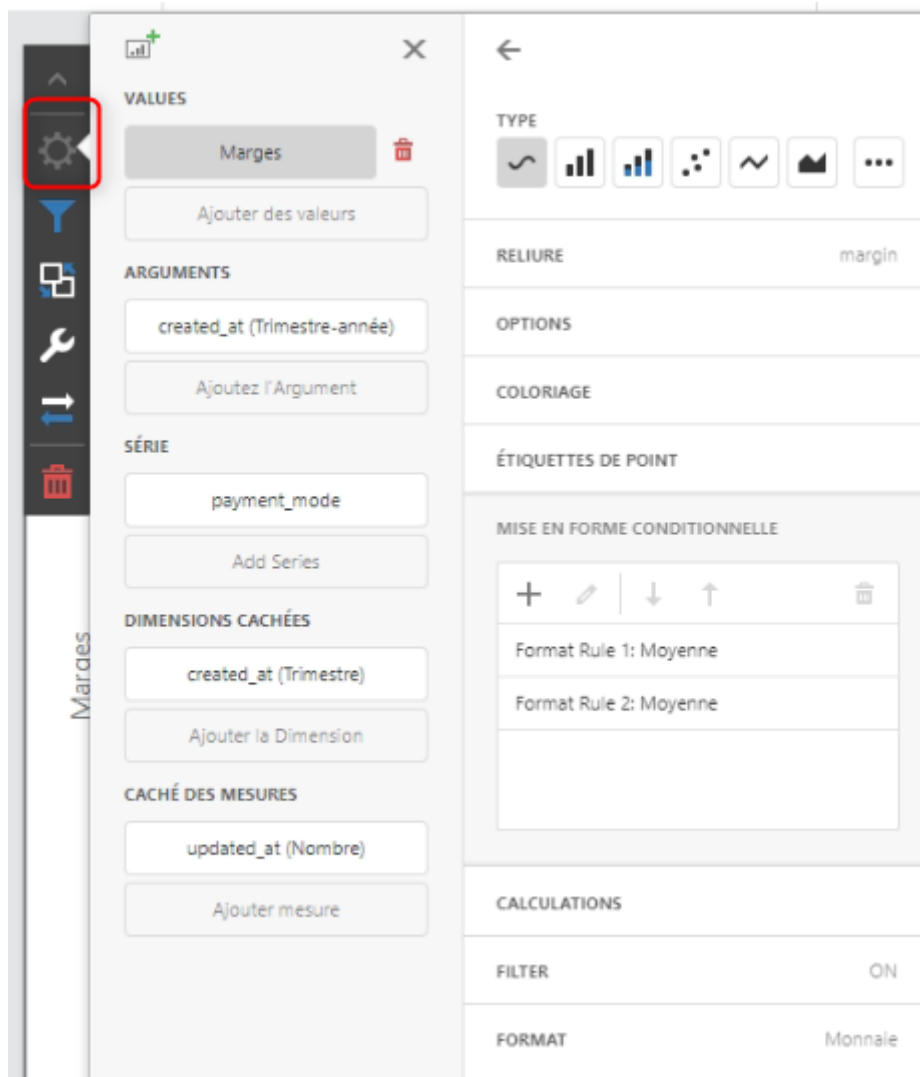 VALUES
Marges
Ajouter des valeurs
ARGUMENTS
created_at (Trimestre-année)
Ajoutez l'Argument
SÉRIE
payment_mode
Add Series
DIMENSIONS CACHÉES
created_at (Trimestre)
Ajouter la Dimension
CACHÉ DES MESURES
updated_at (Nombre)
Ajouter mesure
TYPE
RELIURE margin
OPTIONS
COLORIAGE
ÉTIQUETTES DE POINT
MISE EN FORME CONDITIONNELLE
Format Rule 1: Moyenne
Format Rule 2: Moyenne
CALCULATIONS
FILTER ON
FORMAT Monnaie
Marges